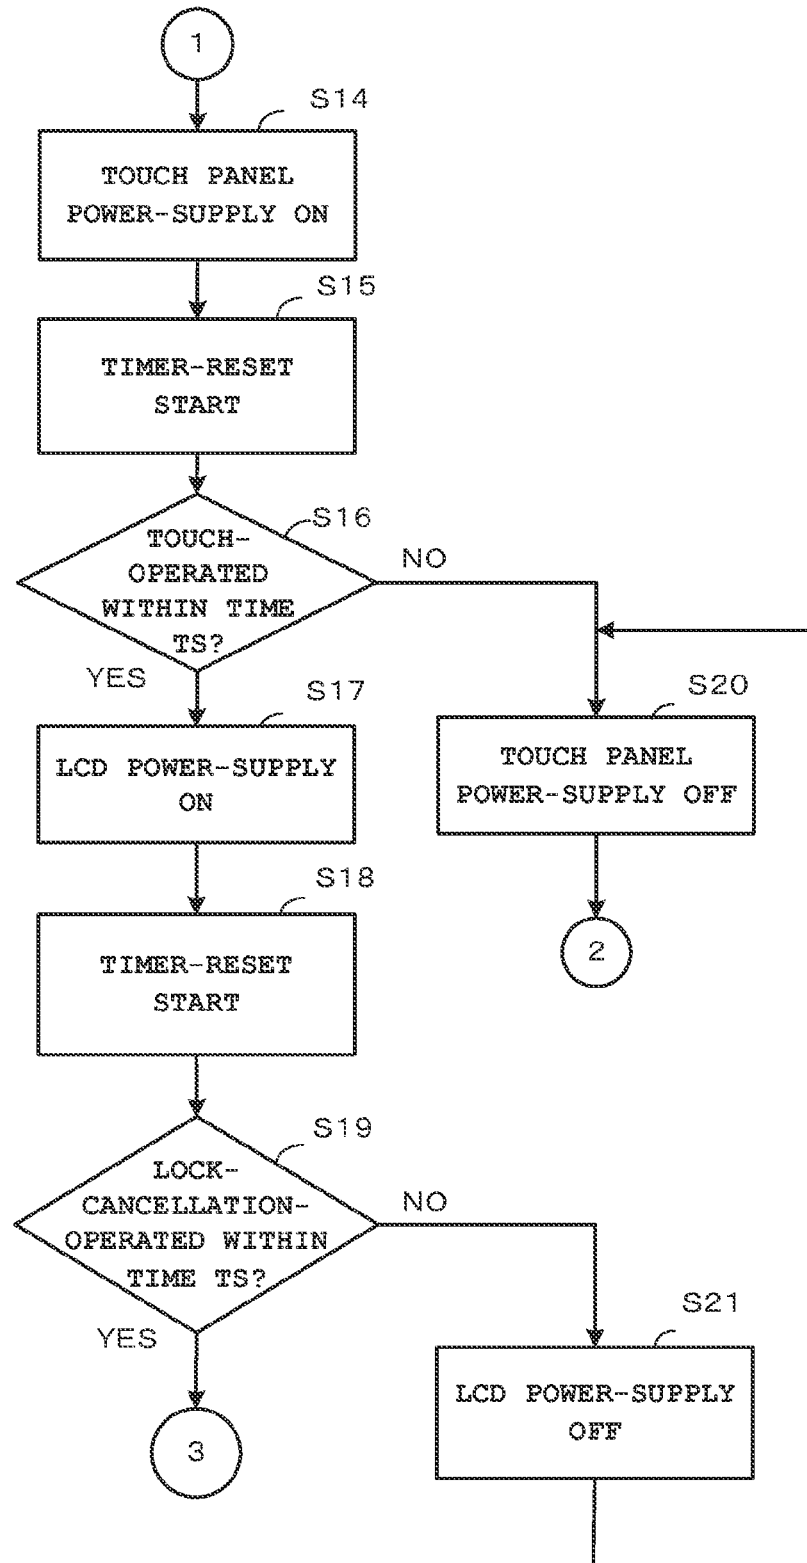 1
S14
TOUCH PANEL
POWER-SUPPLY ON
S15
TIMER-RESET
START
S16
TOUCH-
OPERATED
WITHIN TIME
TS?
NO
YES
S17
LCD POWER-SUPPLY
ON
S20
TOUCH PANEL
POWER-SUPPLY OFF
2
S18
TIMER-RESET
START
S19
LOCK-
CANCELLATION-
OPERATED WITHIN
TIME TS?
NO
YES
3
S21
LCD POWER-SUPPLY
OFF